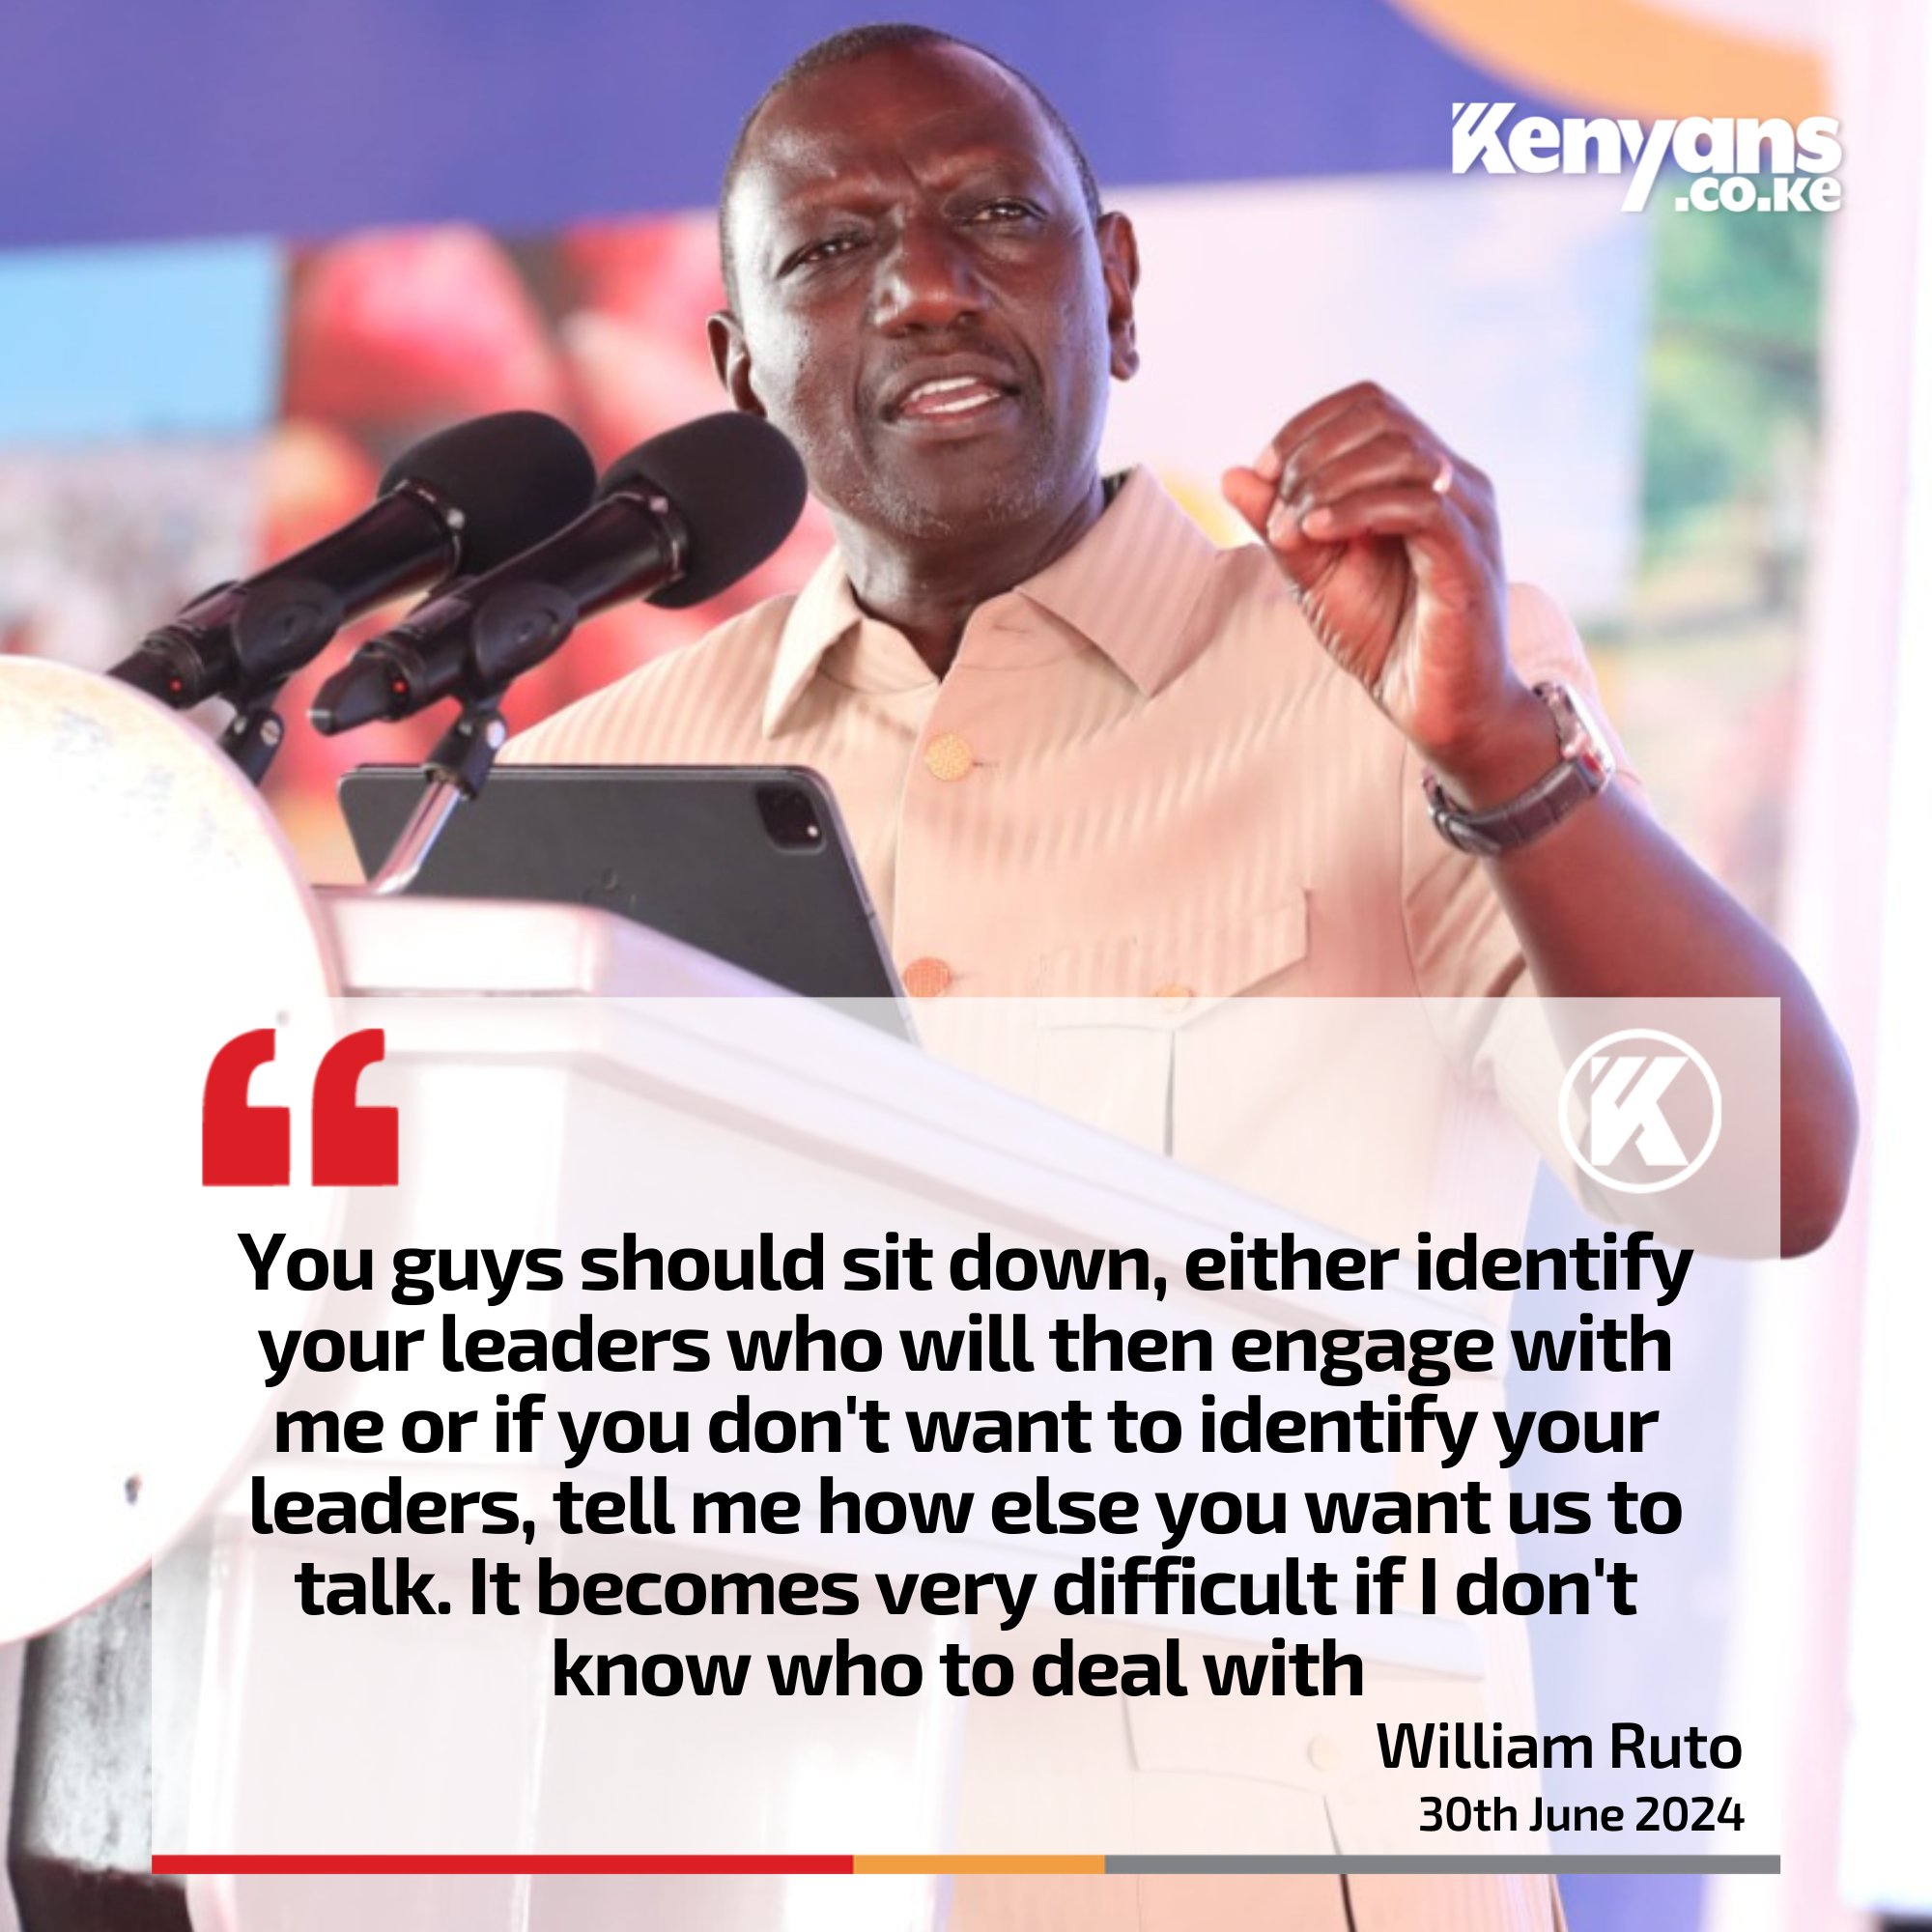 Kenyans
.co.ke
You guys should sit down, either identify
your leaders who will then engage with
me or if you don't want to identify your
leaders, tell me how else you want us to
talk. It becomes very difficult if I don't
know who to deal with
William Ruto
30th June 2024